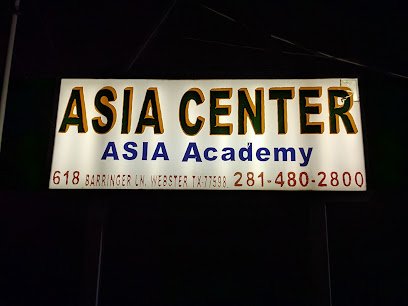 ASIA CENTER
ASIA Academy
618 BARRINGER LN. WEBSTER TX-77598. 281-480-2800